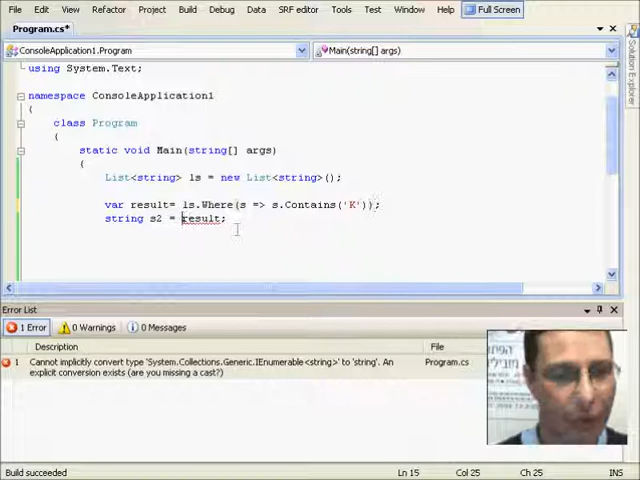 File Edit View Refactor Project Build Debug Data SRF editor Tools Test Window Full Screen
Program.cs*
ConsoleApplication1.Program Main(string[] args)
using System.Text;
namespace ConsoleApplication1
{
class Program
{
static void Main(string[] args)
{
List<string> ls = new List<string>();
var result= ls.Where(s => s.Contains('K'));
string s2 = result;
Solution Explorer
Error List
1 Error 0 Warnings 0 Messages
Description File
1 Cannot implicitly convert type 'System.Collections.Generic.IEnumerable<string>' to 'string'. An Program.cs
explicit conversion exists (are you missing a cast?)
Build succeeded Ln 15 Col 25 Ch 25 INS